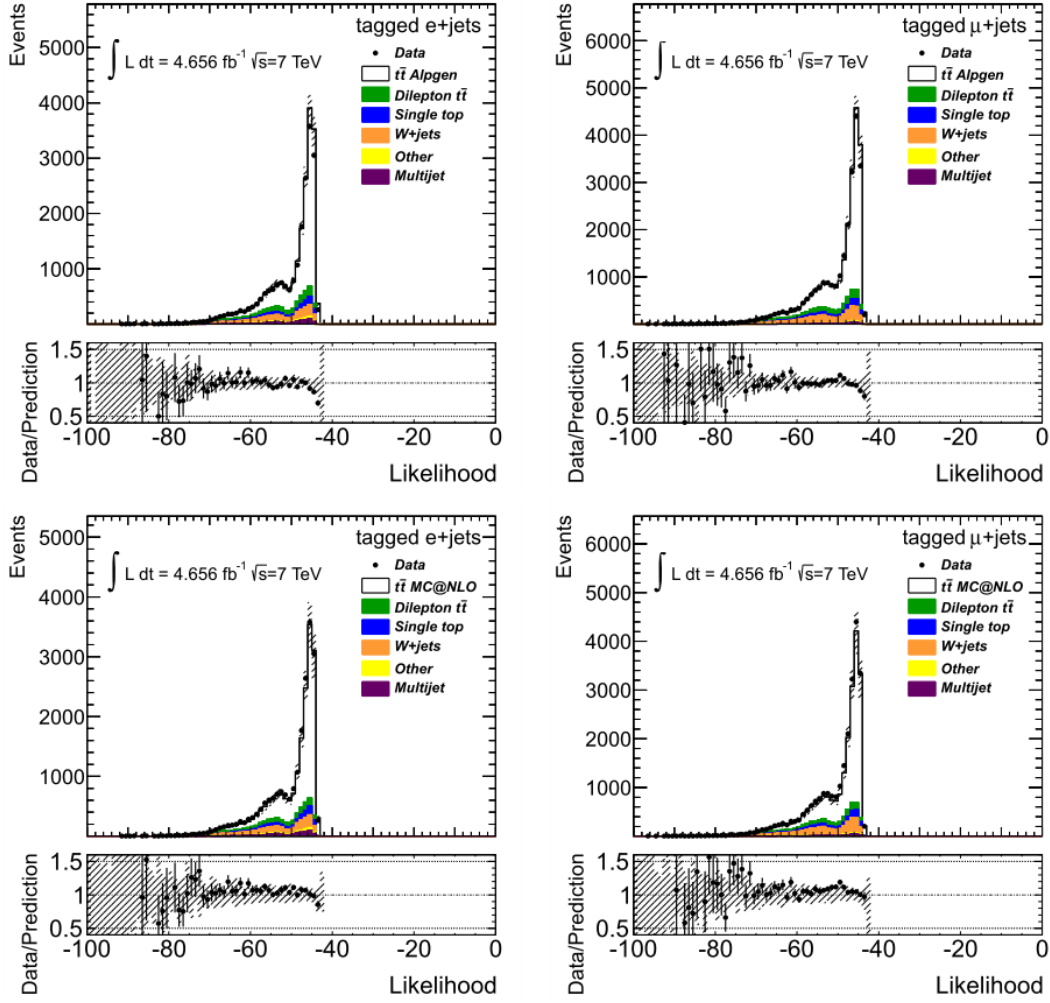 Events
tagged e+jets
5000
4000
3000
2000
1000
∫ L dt = 4.656 fb⁻¹ √s=7 TeV
Data
tt̄ Alpgen
Dilepton tt̄
Single top
W+jets
Other
Multijet
Data/Prediction
1.5
1
0.5
-100 -80 -60 -40 -20 0
Likelihood
Events
tagged μ+jets
6000
5000
4000
3000
2000
1000
∫ L dt = 4.656 fb⁻¹ √s=7 TeV
Data
tt̄ Alpgen
Dilepton tt̄
Single top
W+jets
Other
Multijet
Data/Prediction
1.5
1
0.5
-100 -80 -60 -40 -20 0
Likelihood
Events
tagged e+jets
5000
4000
3000
2000
1000
∫ L dt = 4.656 fb⁻¹ √s=7 TeV
Data
tt̄ MC@NLO
Dilepton tt̄
Single top
W+jets
Other
Multijet
Data/Prediction
1.5
1
0.5
-100 -80 -60 -40 -20 0
Likelihood
Events
tagged μ+jets
6000
5000
4000
3000
2000
1000
∫ L dt = 4.656 fb⁻¹ √s=7 TeV
Data
tt̄ MC@NLO
Dilepton tt̄
Single top
W+jets
Other
Multijet
Data/Prediction
1.5
1
0.5
-100 -80 -60 -40 -20 0
Likelihood